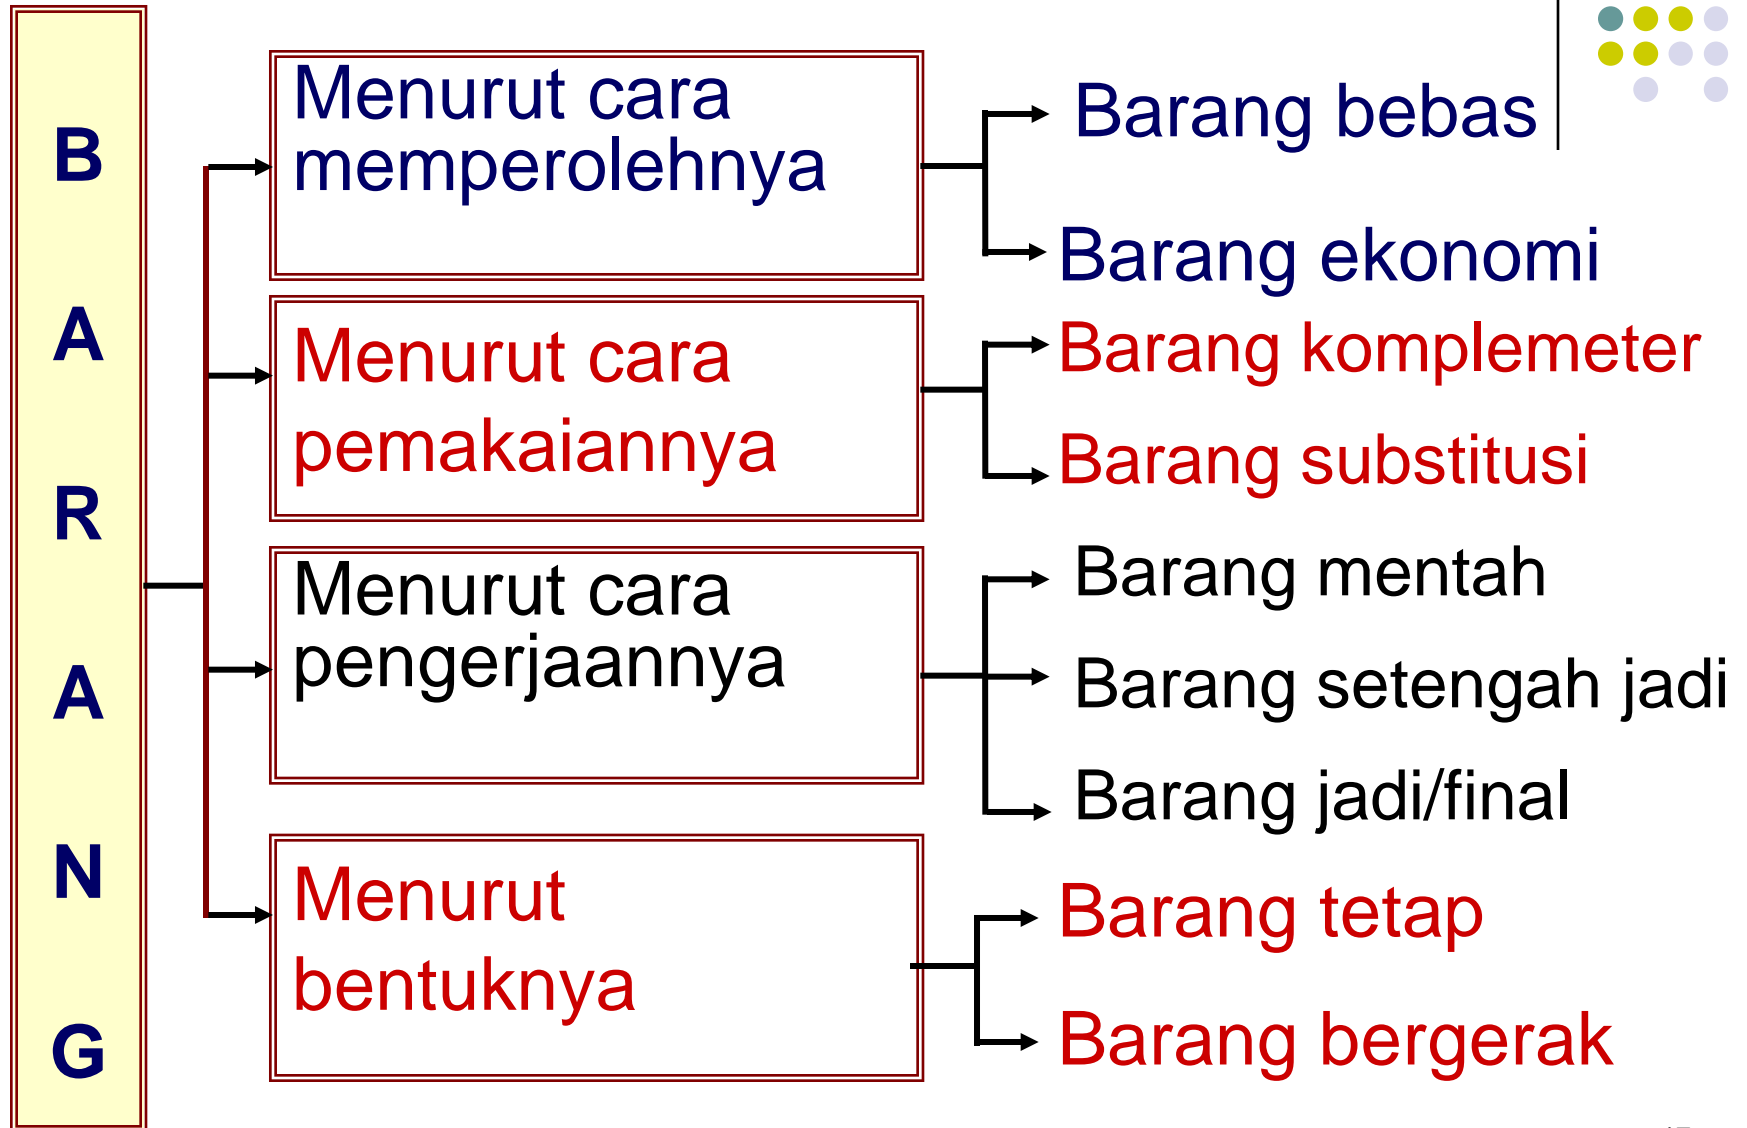 B
A
R
A
N
G
Menurut cara
memperolehnya
Barang bebas
Barang ekonomi
Menurut cara
pemakaiannya
Barang komplemeter
Barang substitusi
Menurut cara
pengerjaannya
Barang mentah
Barang setengah jadi
Barang jadi/final
Menurut
bentuknya
Barang tetap
Barang bergerak